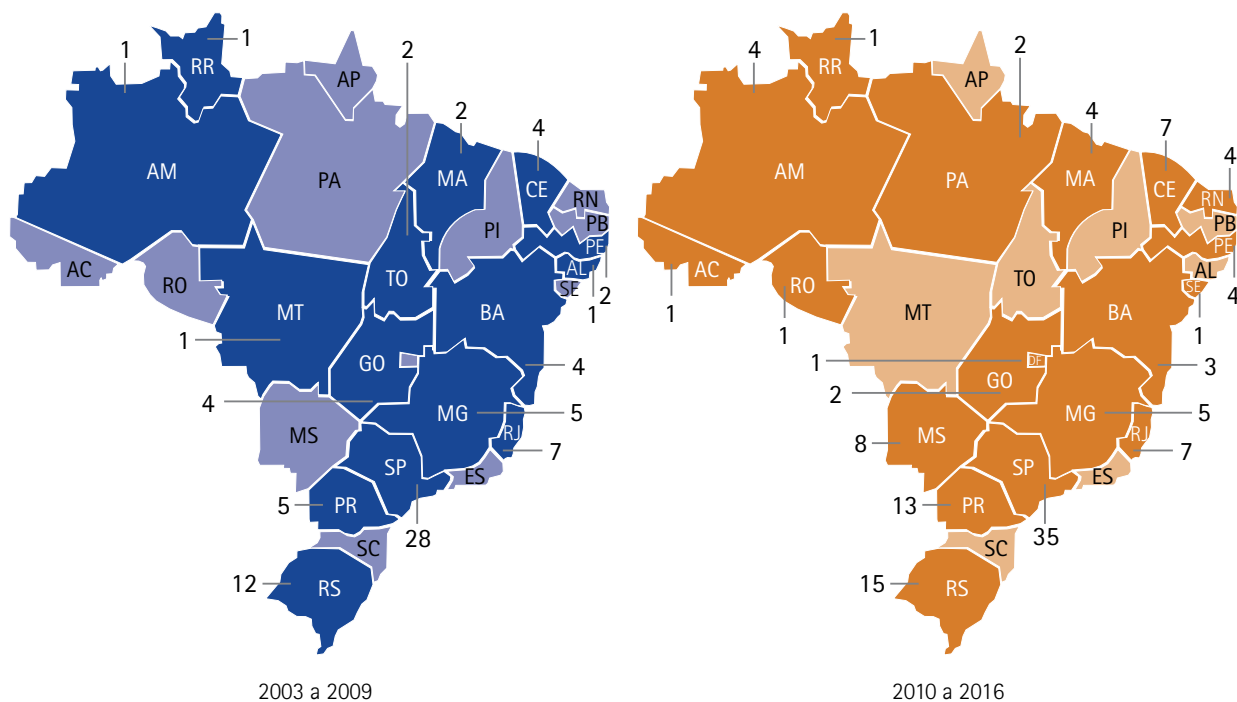 1
1
2
RR
AP
2
4
AM
PA
MA
CE
RN
PB
PI
PE
AC
RO
TO
AL
SE
2
1
MT
BA
1
GO
4
4
MG
5
MS
RJ
7
SP
ES
5
PR
28
SC
12
RS
2003 a 2009
4
1
2
RR
AP
4
7
4
AM
PA
MA
CE
RN
PB
PI
PE
AC
RO
TO
AL
SE
4
1
1
1
MT
BA
1
DF
3
GO
2
MG
5
8
MS
RJ
7
SP
ES
13
PR
35
SC
15
RS
2010 a 2016